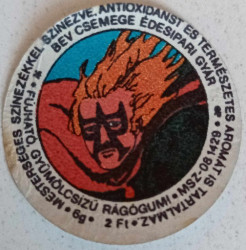 MESTERSÉGES SZÍNEZÉKKEL SZÍNEZVE. ANTIOXIDÁNST ÉS TERMÉSZETES AROMÁT IS TARTALMAZ
BEV CSEMEGE ÉDESIPARI GYÁR
FÚJHATÓ GYÜMÖLCSÍZŰ RÁGÓGUMI • MSZ-08
6g • 2 Ft